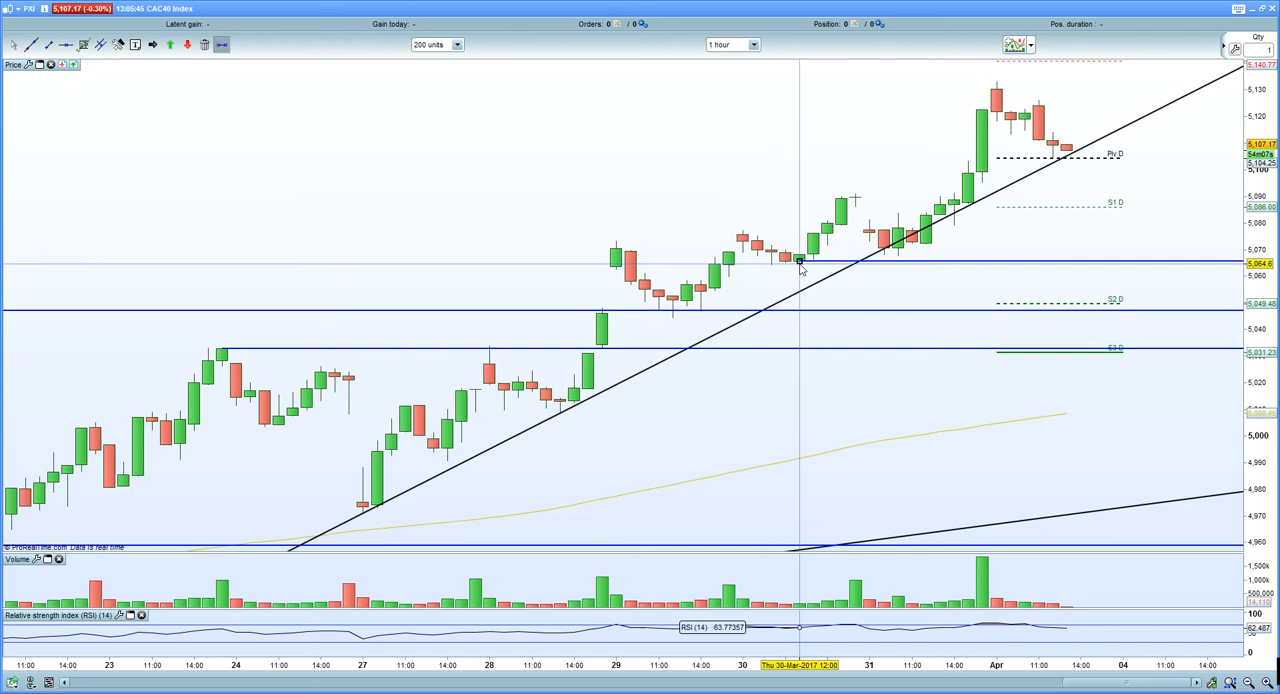 PXI 5,107.17 (-0.30%) 13:05:45 CAC40 Index
Latent gain: - Gain today: - Orders: 0 / 0 Position: 0 / 0 Pos. duration : -
200 units 1 hour Qty
1
Price
5,140.77
5,130
5,120
5,107.17
54m07s
5,104.25
5,100
5,090
5,086.00
5,080
5,070
5,064.6
5,060
5,049.48
5,040
5,031.23
5,020
5,000
4,990
4,980
4,970
4,960
Piv D
S1 D
S2 D
S3 D
© ProRealTime.com Data is real time
Volume
1,500k
1,000k
500,000
14,110
Relative strength index (RSI) (14)
RSI (14) 63.77357
100
62.487
0
11:00 14:00 23 11:00 14:00 24 11:00 14:00 27 11:00 14:00 28 11:00 14:00 29 11:00 14:00 30 Thu 30-Mar-2017 12:00 31 11:00 14:00 Apr 11:00 14:00 04 11:00 14:00